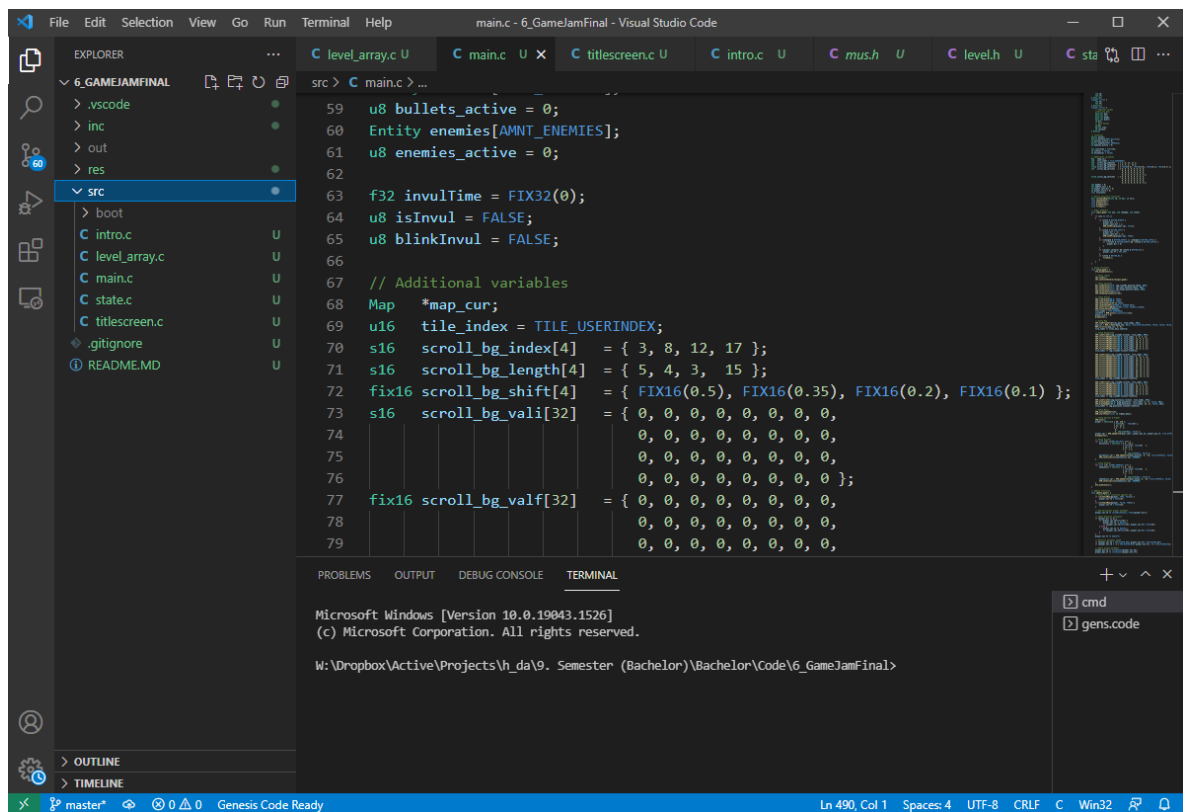 File Edit Selection View Go Run Terminal Help main.c - 6_GameJamFinal - Visual Studio Code
EXPLORER
6_GAMEJAMFINAL
.vscode
inc
out
res
src
boot
C intro.c U
C level_array.c U
C main.c U
C state.c U
C titlescreen.c U
.gitignore U
README.MD U
60
OUTLINE
TIMELINE
C level_array.c U C main.c U C titlescreen.c U C intro.c U C mus.h U C level.h U C sta
src > C main.c > ...
59 u8 bullets_active = 0;
60 Entity enemies[AMNT_ENEMIES];
61 u8 enemies_active = 0;
62
63 f32 invulTime = FIX32(0);
64 u8 isInvul = FALSE;
65 u8 blinkInvul = FALSE;
66
67 // Additional variables
68 Map *map_cur;
69 u16 tile_index = TILE_USERINDEX;
70 s16 scroll_bg_index[4] = { 3, 8, 12, 17 };
71 s16 scroll_bg_length[4] = { 5, 4, 3, 15 };
72 fix16 scroll_bg_shift[4] = { FIX16(0.5), FIX16(0.35), FIX16(0.2), FIX16(0.1) };
73 s16 scroll_bg_vali[32] = { 0, 0, 0, 0, 0, 0, 0, 0,
74 0, 0, 0, 0, 0, 0, 0, 0,
75 0, 0, 0, 0, 0, 0, 0, 0,
76 0, 0, 0, 0, 0, 0, 0, 0 };
77 fix16 scroll_bg_valf[32] = { 0, 0, 0, 0, 0, 0, 0, 0,
78 0, 0, 0, 0, 0, 0, 0, 0,
79 0, 0, 0, 0, 0, 0, 0, 0,
PROBLEMS OUTPUT DEBUG CONSOLE TERMINAL
Microsoft Windows [Version 10.0.19043.1526]
(c) Microsoft Corporation. All rights reserved.
W:\Dropbox\Active\Projects\h_da\9. Semester (Bachelor)\Bachelor\Code\6_GameJamFinal>
cmd
gens.code
master* 0 0 Genesis Code Ready Ln 490, Col 1 Spaces: 4 UTF-8 CRLF C Win32